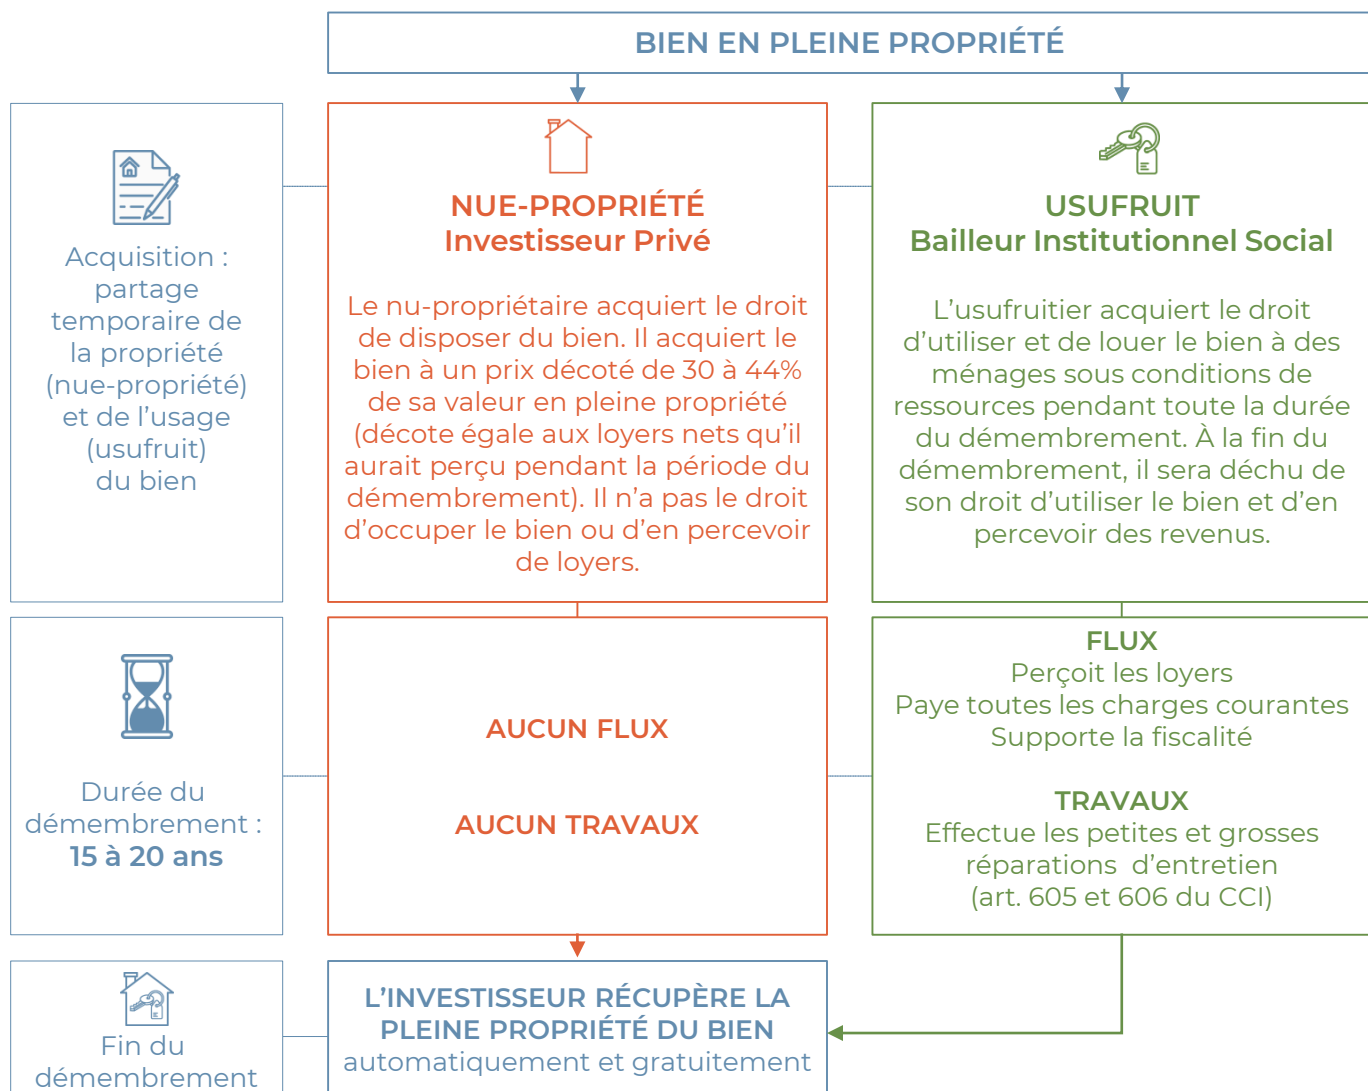 BIEN EN PLEINE PROPRIÉTÉ
Acquisition :
partage
temporaire de
la propriété
(nue-propriété)
et de l’usage
(usufruit)
du bien
NUE-PROPRIÉTÉ
Investisseur Privé
Le nu-propriétaire acquiert le droit
de disposer du bien. Il acquiert le
bien à un prix décoté de 30 à 44%
de sa valeur en pleine propriété
(décote égale aux loyers nets qu’il
aurait perçu pendant la période du
démembrement). Il n’a pas le droit
d’occuper le bien ou d’en percevoir
de loyers.
USUFRUIT
Bailleur Institutionnel Social
L’usufruitier acquiert le droit
d’utiliser et de louer le bien à des
ménages sous conditions de
ressources pendant toute la durée
du démembrement. À la fin du
démembrement, il sera déchu de
son droit d’utiliser le bien et d’en
percevoir des revenus.
Durée du
démembrement :
15 à 20 ans
AUCUN FLUX
AUCUN TRAVAUX
FLUX
Perçoit les loyers
Paye toutes les charges courantes
Supporte la fiscalité
TRAVAUX
Effectue les petites et grosses
réparations d’entretien
(art. 605 et 606 du CCI)
Fin du
démembrement
L’INVESTISSEUR RÉCUPÈRE LA
PLEINE PROPRIÉTÉ DU BIEN
automatiquement et gratuitement